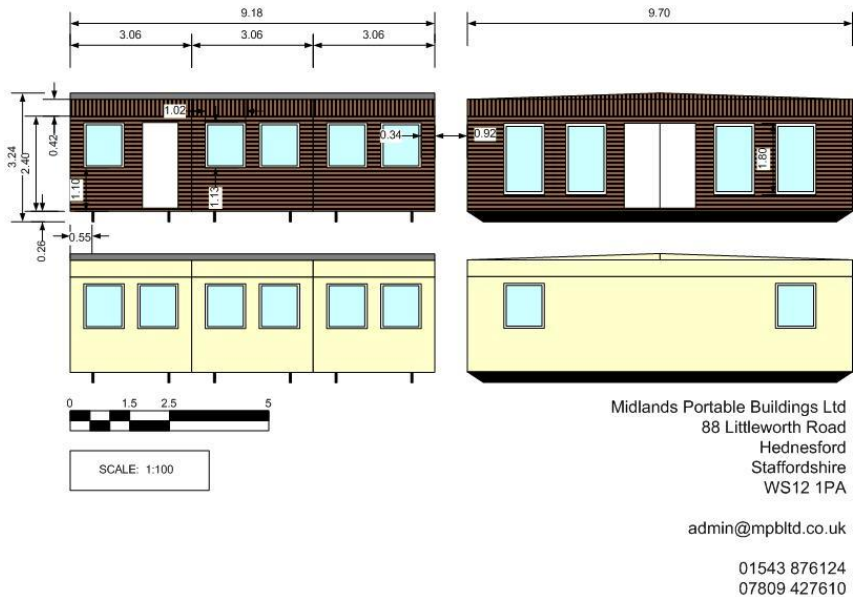 9.18
9.70
3.06 3.06 3.06
1.02
0.42
3.24
2.40
0.34
0.92
1.80
1.10
1.13
0.26
0.55
0 1.5 2.5 5
SCALE: 1:100
Midlands Portable Buildings Ltd
88 Littleworth Road
Hednesford
Staffordshire
WS12 1PA
admin@mpbltd.co.uk
01543 876124
07809 427610